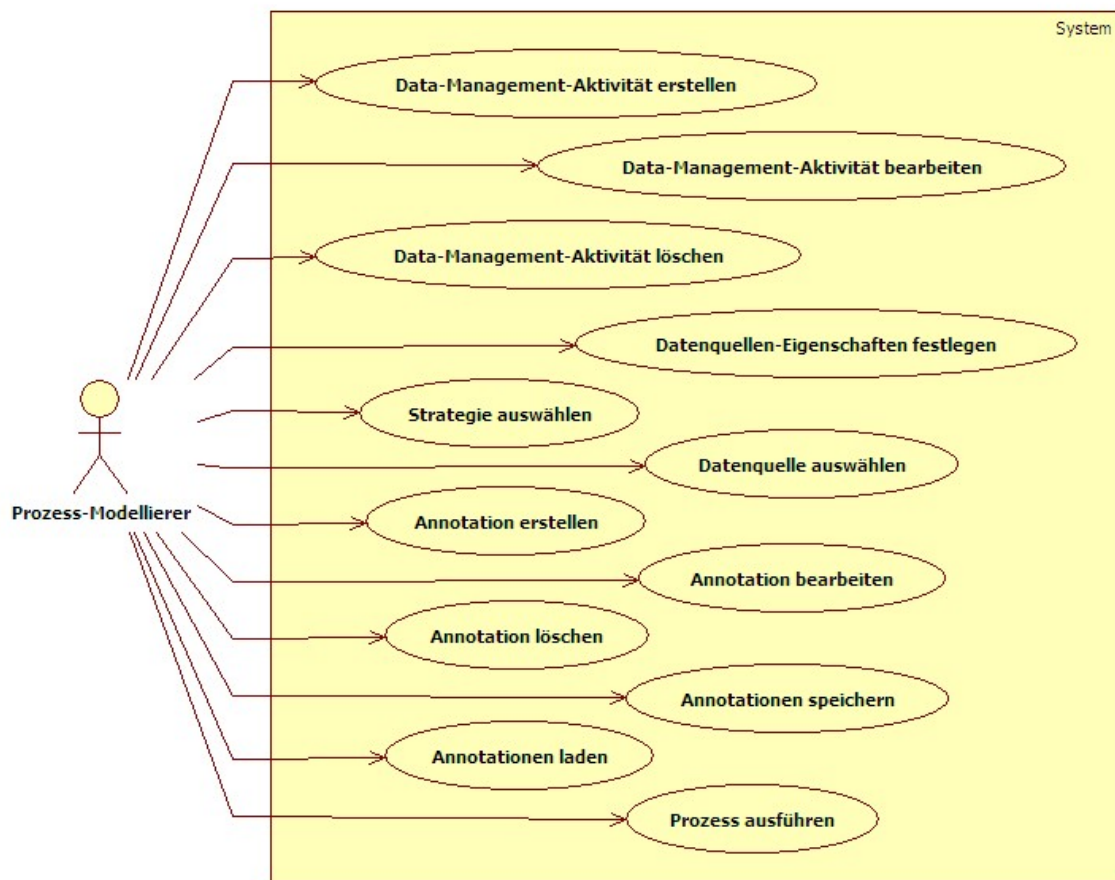 System
Data-Management-Aktivität erstellen
Data-Management-Aktivität bearbeiten
Data-Management-Aktivität löschen
Datenquellen-Eigenschaften festlegen
Strategie auswählen
Datenquelle auswählen
Prozess-Modellierer
Annotation erstellen
Annotation bearbeiten
Annotation löschen
Annotationen speichern
Annotationen laden
Prozess ausführen